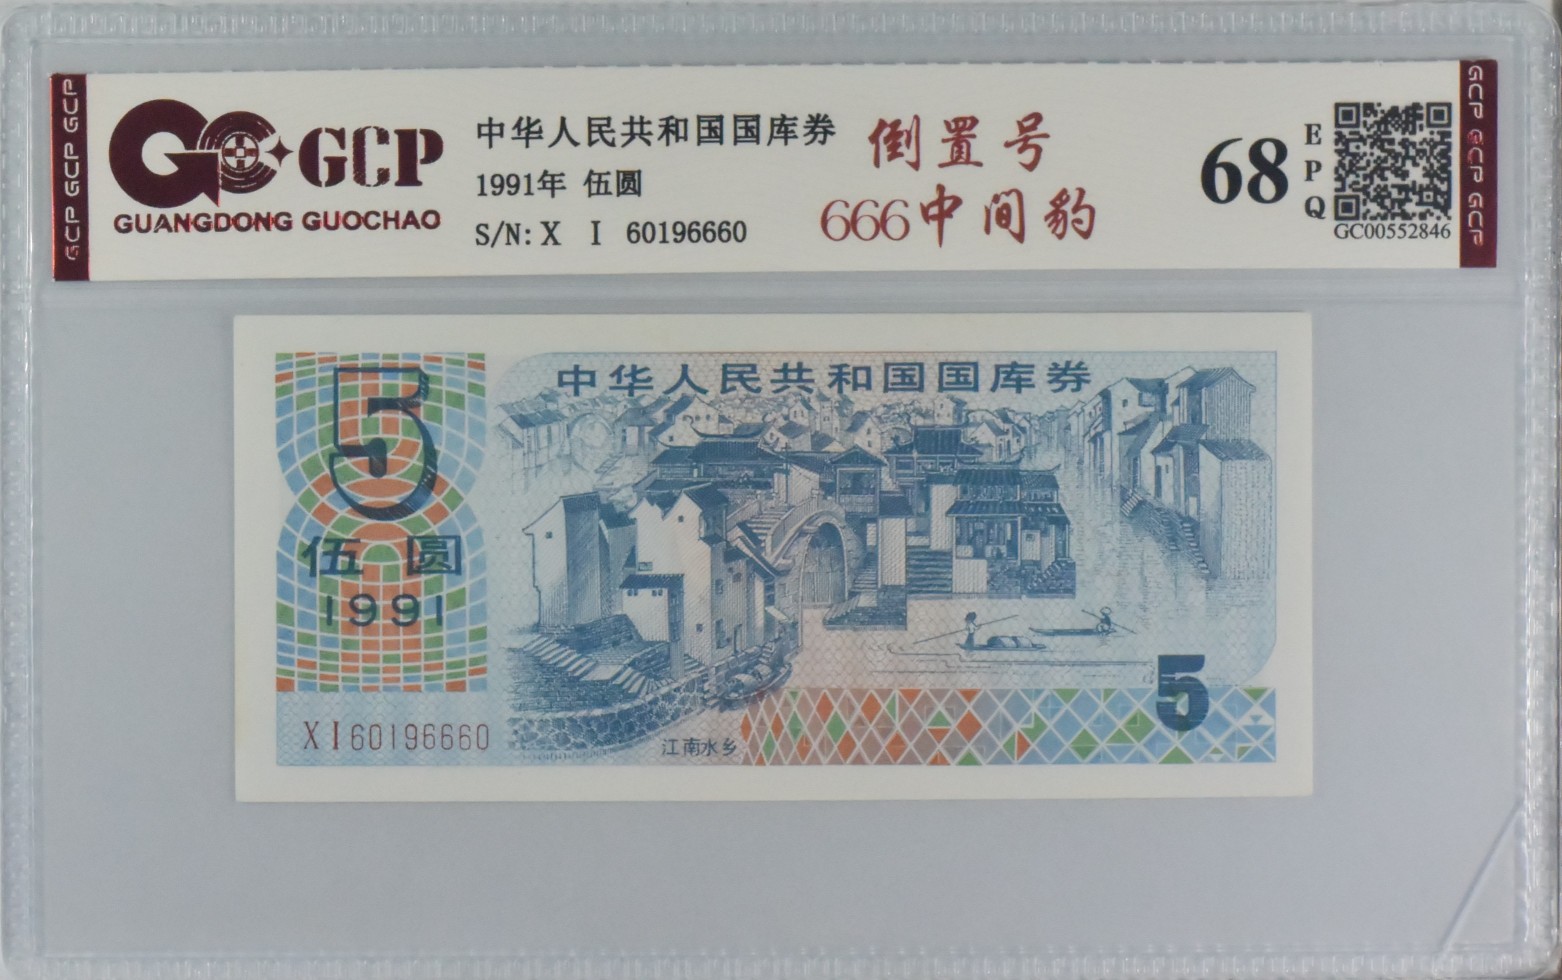 GCP GCP GCP
GCP
GUANGDONG GUOCHAO
中华人民共和国国库券
1991年 伍圆
S/N: X I 60196660
倒置号
666中间豹
68
EPQ
GC00552846
GCP GCP GCP
中华人民共和国国库券
5
伍圆
1991
XI60196660
江南水乡
5